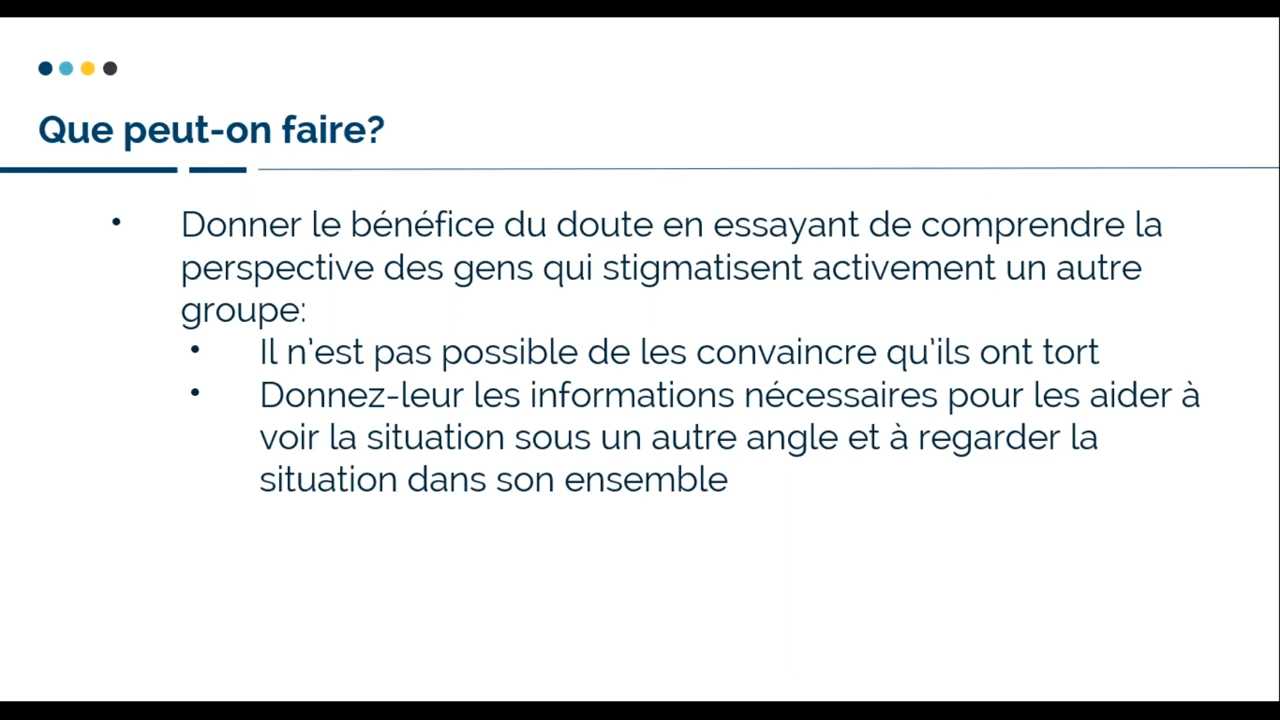 Que peut-on faire?
• Donner le bénéfice du doute en essayant de comprendre la
perspective des gens qui stigmatisent activement un autre
groupe:
• Il n'est pas possible de les convaincre qu'ils ont tort
• Donnez-leur les informations nécessaires pour les aider à
voir la situation sous un autre angle et à regarder la
situation dans son ensemble